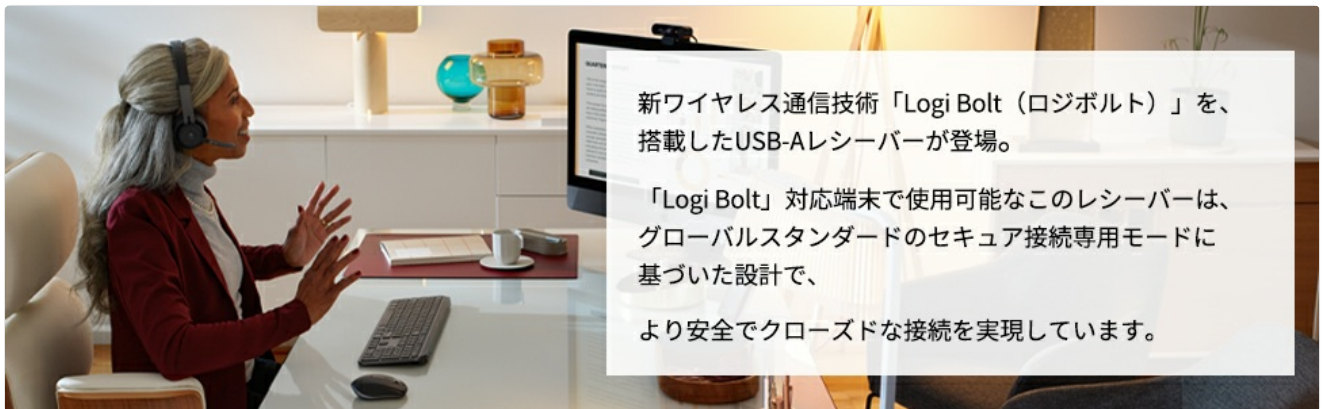 新ワイヤレス通信技術「Logi Bolt（ロジボルト）」を、
搭載したUSB-Aレシーバーが登場。
「Logi Bolt」対応端末で使用可能なこのレシーバーは、
グローバルスタンダードのセキュア接続専用モードに
基づいた設計で、
より安全でクローズドな接続を実現しています。